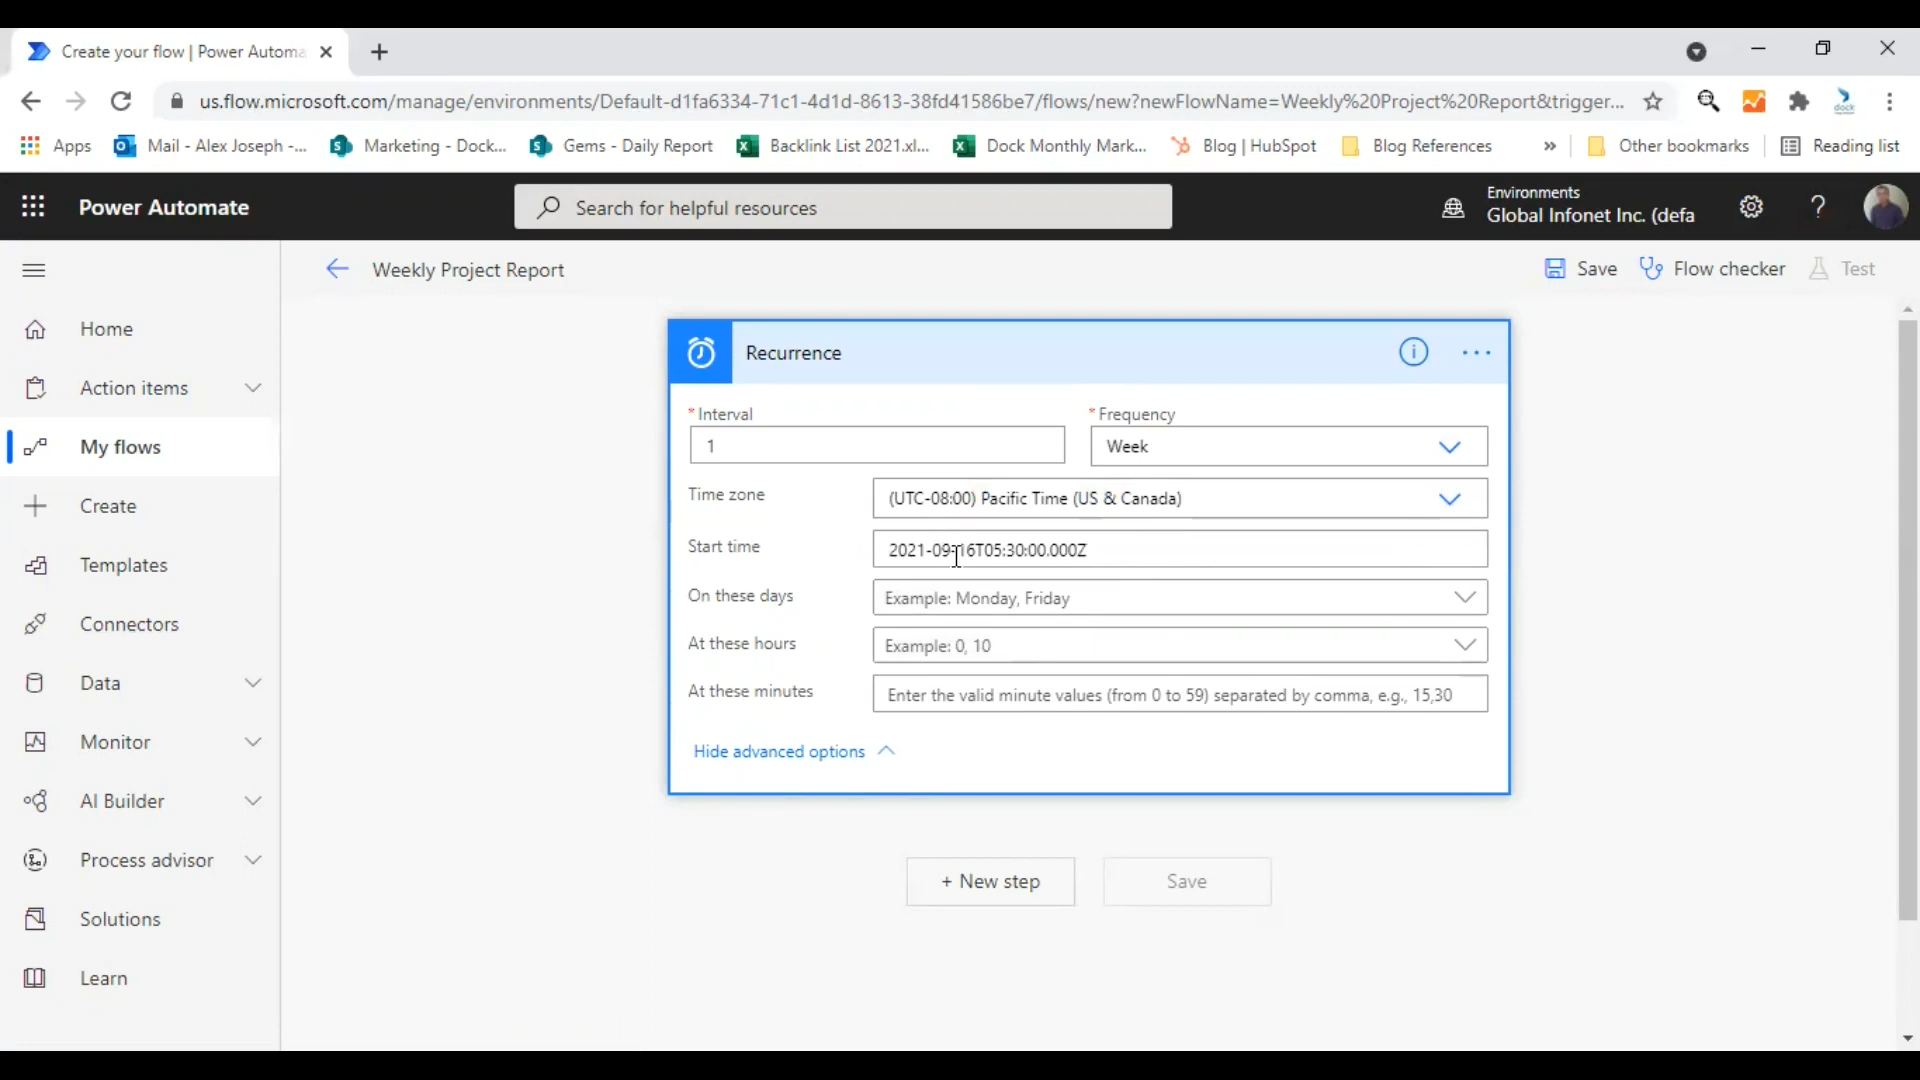 Create your flow | Power Automa
us.flow.microsoft.com/manage/environments/Default-d1fa6334-71c1-4d1d-8613-38fd41586be7/flows/new?newFlowName=Weekly%20Project%20Report&trigger...
dock
Apps
Mail - Alex Joseph -...
Marketing - Dock...
Gems - Daily Report
Backlink List 2021.xl...
Dock Monthly Mark...
Blog | HubSpot
Blog References
»
Other bookmarks
Reading list
Power Automate
Search for helpful resources
Environments
Global Infonet Inc. (defa
?
Weekly Project Report
Save
Flow checker
Test
Home
Action items
My flows
Create
Templates
Connectors
Data
Monitor
AI Builder
Process advisor
Solutions
Learn
Recurrence
* Interval
1
* Frequency
Week
Time zone
(UTC-08:00) Pacific Time (US & Canada)
Start time
2021-09-16T05:30:00.000Z
On these days
Example: Monday, Friday
At these hours
Example: 0, 10
At these minutes
Enter the valid minute values (from 0 to 59) separated by comma, e.g., 15,30
Hide advanced options
+ New step
Save